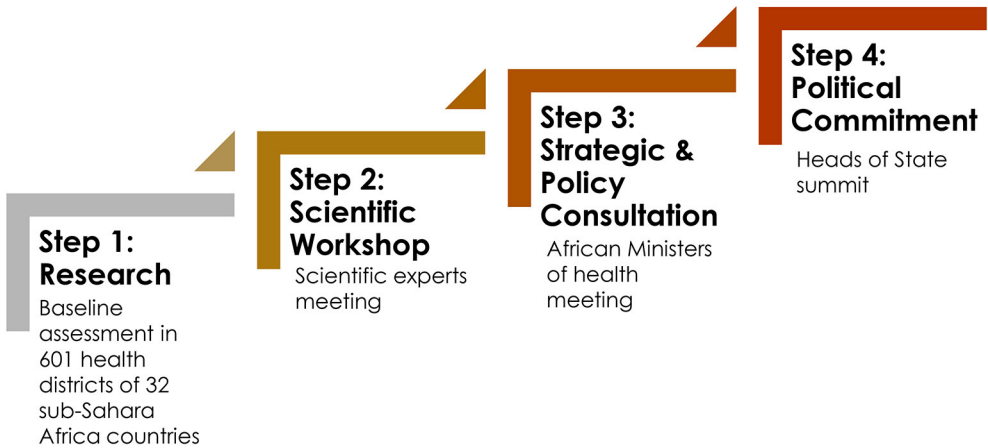 Step 1:
Research
Baseline
assessment in
601 health
districts of 32
sub-Sahara
Africa countries
Step 2:
Scientific
Workshop
Scientific experts
meeting
Step 3:
Strategic &
Policy
Consultation
African Ministers
of health
meeting
Step 4:
Political
Commitment
Heads of State
summit